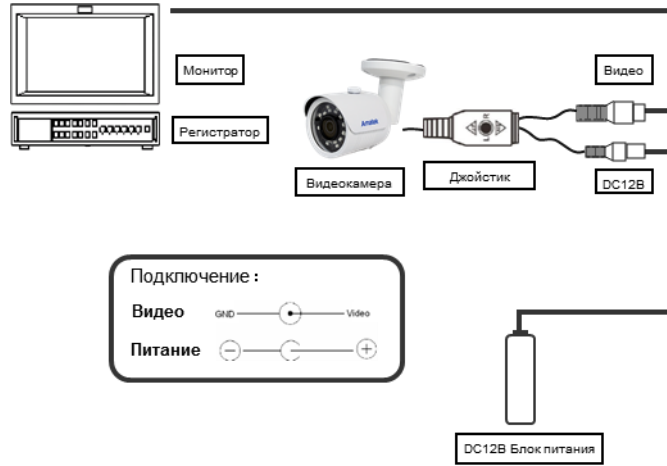 Монитор
Видео
Регистратор
Amatek
L
R
Видеокамера
Джойстик
DC12В
Подключение:
Видео
GND
Video
Питание
DC12В Блок питания